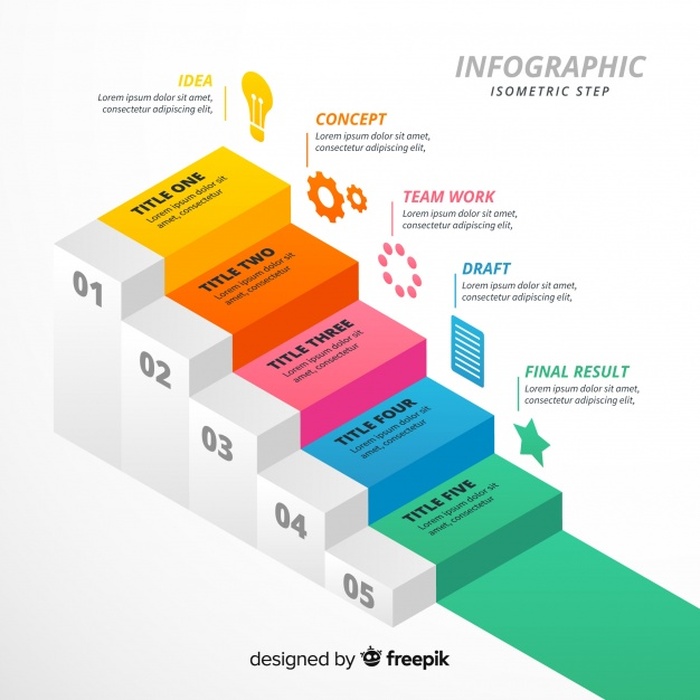 INFOGRAPHIC
ISOMETRIC STEP
IDEA
Lorem ipsum dolor sit amet,
consectetur adipiscing elit,
CONCEPT
Lorem ipsum dolor sit amet,
consectetur adipiscing elit,
TEAM WORK
Lorem ipsum dolor sit amet,
consectetur adipiscing elit,
DRAFT
Lorem ipsum dolor sit amet,
consectetur adipiscing elit,
FINAL RESULT
Lorem ipsum dolor sit amet,
consectetur adipiscing elit,
01
TITLE ONE
Lorem ipsum dolor sit
amet, consectetur
02
TITLE TWO
Lorem ipsum dolor sit
amet, consectetur
03
TITLE THREE
Lorem ipsum dolor sit
amet, consectetur
04
TITLE FOUR
Lorem ipsum dolor sit
amet, consectetur
05
TITLE FIVE
Lorem ipsum dolor sit
amet, consectetur
designed by freepik